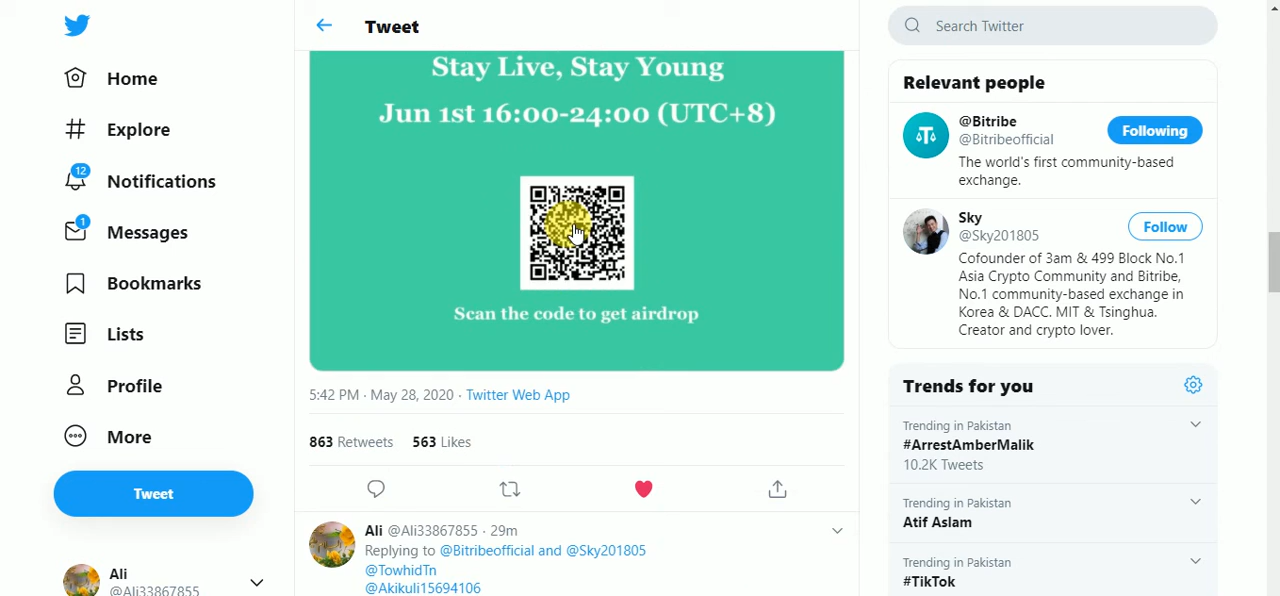 Tweet
Search Twitter
Home
Explore
12
Notifications
1
Messages
Bookmarks
Lists
Profile
More
Tweet
Ali
@Ali33867855
Stay Live, Stay Young
Jun 1st 16:00-24:00 (UTC+8)
Scan the code to get airdrop
5:42 PM · May 28, 2020 · Twitter Web App
863 Retweets 563 Likes
Ali @Ali33867855 · 29m
Replying to @Bitribeofficial and @Sky201805
@TowhidTn
@Akikuli15694106
Relevant people
@Bitribe
@Bitribeofficial
Following
The world's first community-based
exchange.
Sky
@Sky201805
Follow
Cofounder of 3am & 499 Block No.1
Asia Crypto Community and Bitribe,
No.1 community-based exchange in
Korea & DACC. MIT & Tsinghua.
Creator and crypto lover.
Trends for you
Trending in Pakistan
#ArrestAmberMalik
10.2K Tweets
Trending in Pakistan
Atif Aslam
Trending in Pakistan
#TikTok